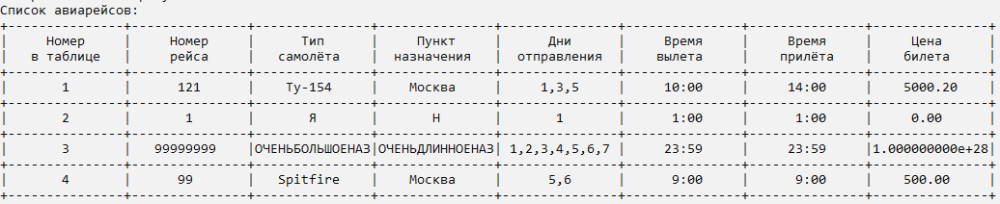 Список авиарейсов:
Номер Номер Тип Пункт Дни Время Время Цена
в таблице рейса самолёта назначения отправления вылета прилёта билета
1 121 Ту-154 Москва 1,3,5 10:00 14:00 5000.20
2 1 Я Н 1 1:00 1:00 0.00
3 99999999 ОЧЕНЬБОЛЬШОЕНАЗ ОЧЕНЬДЛИННОЕНАЗ 1,2,3,4,5,6,7 23:59 23:59 1.000000000e+28
4 99 Spitfire Москва 5,6 9:00 9:00 500.00